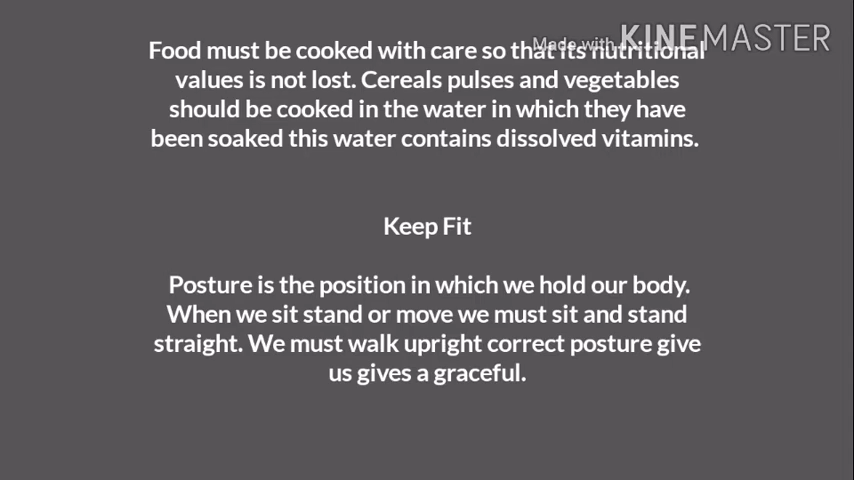 Made with KINEMASTER
Food must be cooked with care so that its nutritional
values is not lost. Cereals pulses and vegetables
should be cooked in the water in which they have
been soaked this water contains dissolved vitamins.
Keep Fit
Posture is the position in which we hold our body.
When we sit stand or move we must sit and stand
straight. We must walk upright correct posture give
us gives a graceful.